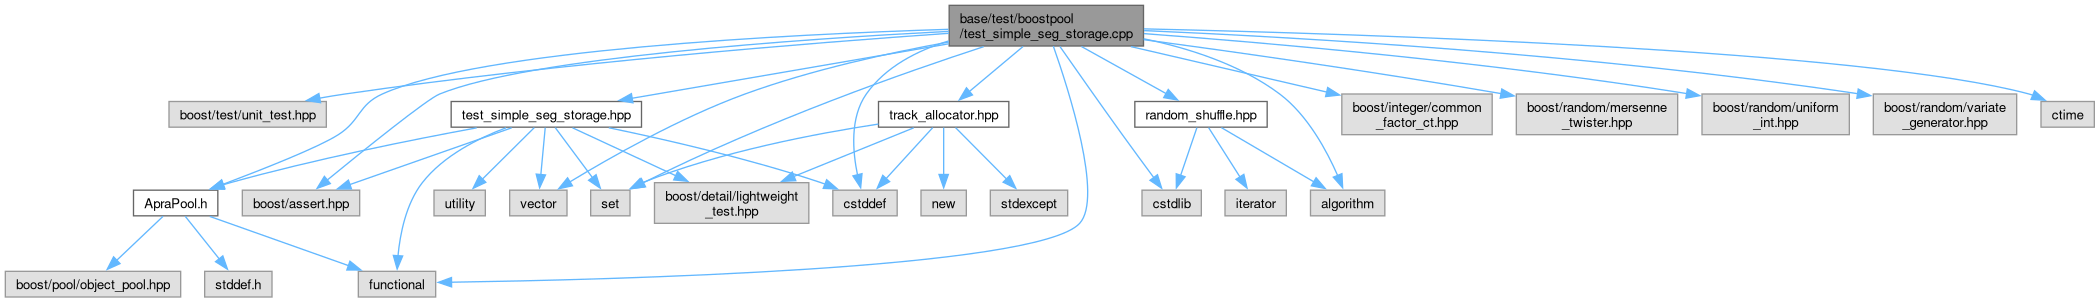 base/test/boostpool
/test_simple_seg_storage.cpp
boost/test/unit_test.hpp
test_simple_seg_storage.hpp
track_allocator.hpp
random_shuffle.hpp
boost/integer/common
_factor_ct.hpp
boost/random/mersenne
_twister.hpp
boost/random/uniform
_int.hpp
boost/random/variate
_generator.hpp
ctime
ApraPool.h
boost/assert.hpp
utility
vector
set
boost/detail/lightweight
_test.hpp
cstddef
new
stdexcept
cstdlib
iterator
algorithm
boost/pool/object_pool.hpp
stddef.h
functional